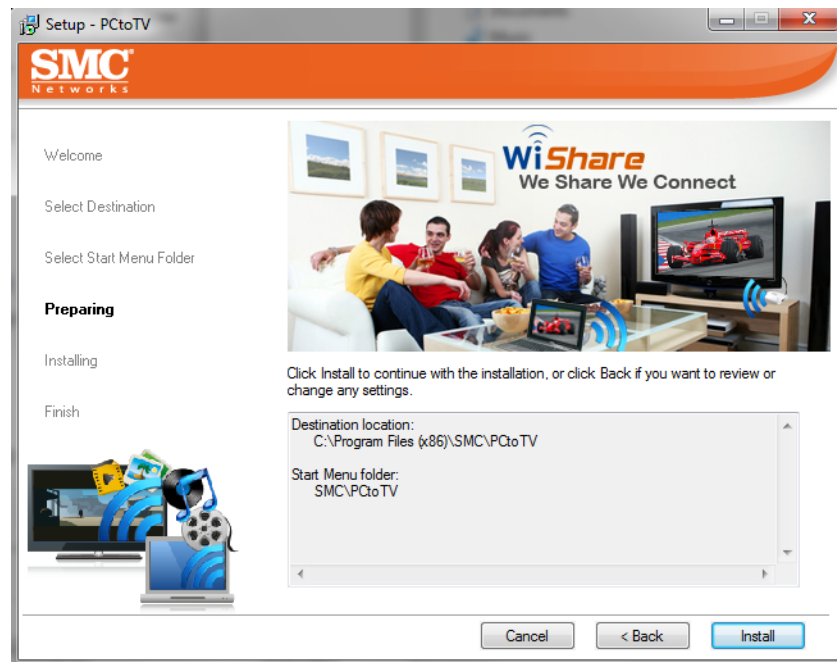 Setup - PCtoTV
SMC
Networks
Welcome
Select Destination
Select Start Menu Folder
Preparing
Installing
Finish
WiShare
We Share We Connect
Click Install to continue with the installation, or click Back if you want to review or
change any settings.
Destination location:
C:\Program Files (x86)\SMC\PCtoTV
Start Menu folder:
SMC\PCtoTV
Cancel
< Back
Install